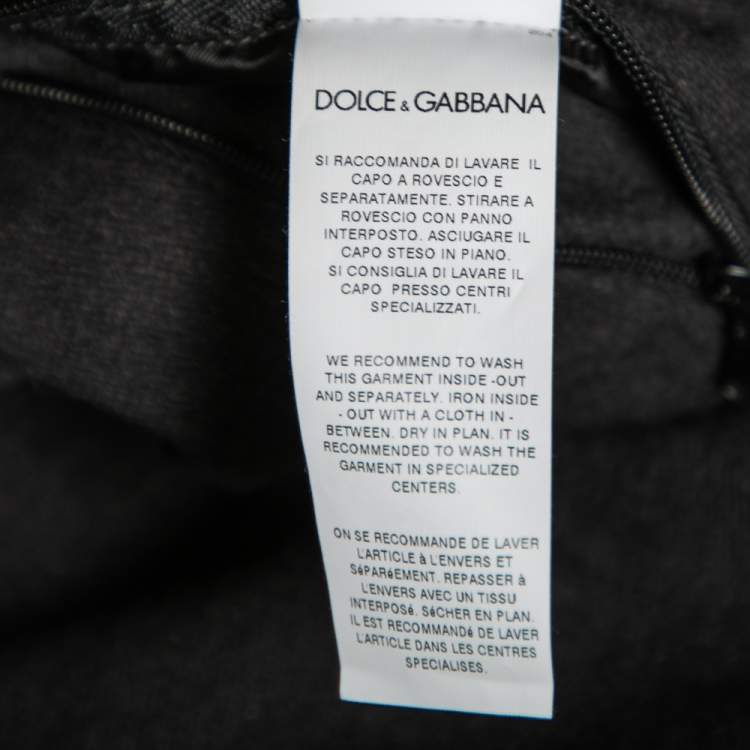 DOLCE & GABBANA
SI RACCOMANDA DI LAVARE IL
CAPO A ROVESCIO E
SEPARATAMENTE. STIRARE A
ROVESCIO CON PANNO
INTERPOSTO. ASCIUGARE IL
CAPO STESO IN PIANO.
SI CONSIGLIA DI LAVARE IL
CAPO PRESSO CENTRI
SPECIALIZZATI.
WE RECOMMEND TO WASH
THIS GARMENT INSIDE -OUT
AND SEPARATELY. IRON INSIDE
- OUT WITH A CLOTH IN -
BETWEEN. DRY IN PLAN. IT IS
RECOMMENDED TO WASH THE
GARMENT IN SPECIALIZED
CENTERS.
ON SE RECOMMANDE DE LAVER
L'ARTICLE à L'ENVERS ET
SéPARéEMENT. REPASSER à
L'ENVERS AVEC UN TISSU
INTERPOSé. SéCHER EN PLAN.
IL EST RECOMMANDé DE LAVER
L'ARTICLE DANS LES CENTRES
SPECIALISES.